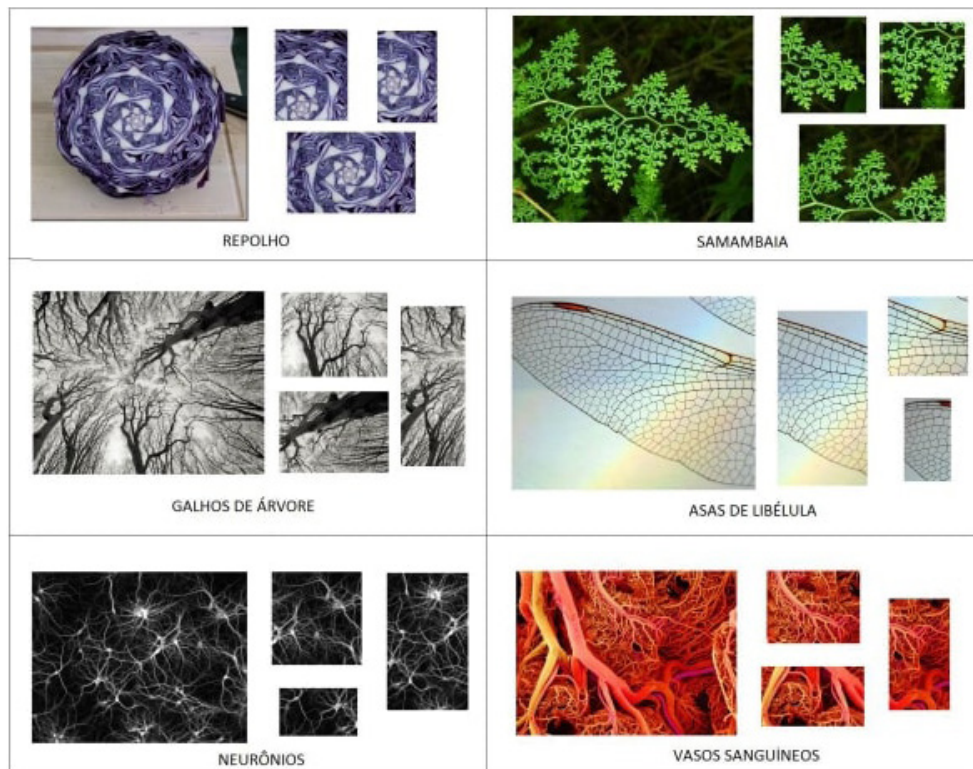 REPOLHO
SAMAMBAIA
GALHOS DE ÁRVORE
ASAS DE LIBÉLULA
NEURÔNIOS
VASOS SANGUÍNEOS